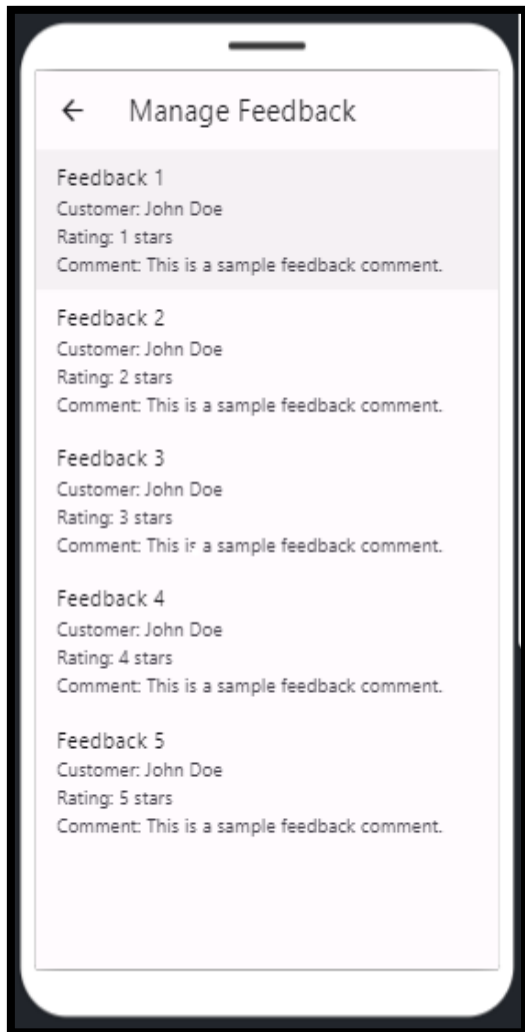 Manage Feedback
Feedback 1
Customer: John Doe
Rating: 1 stars
Comment: This is a sample feedback comment.
Feedback 2
Customer: John Doe
Rating: 2 stars
Comment: This is a sample feedback comment.
Feedback 3
Customer: John Doe
Rating: 3 stars
Comment: This is a sample feedback comment.
Feedback 4
Customer: John Doe
Rating: 4 stars
Comment: This is a sample feedback comment.
Feedback 5
Customer: John Doe
Rating: 5 stars
Comment: This is a sample feedback comment.